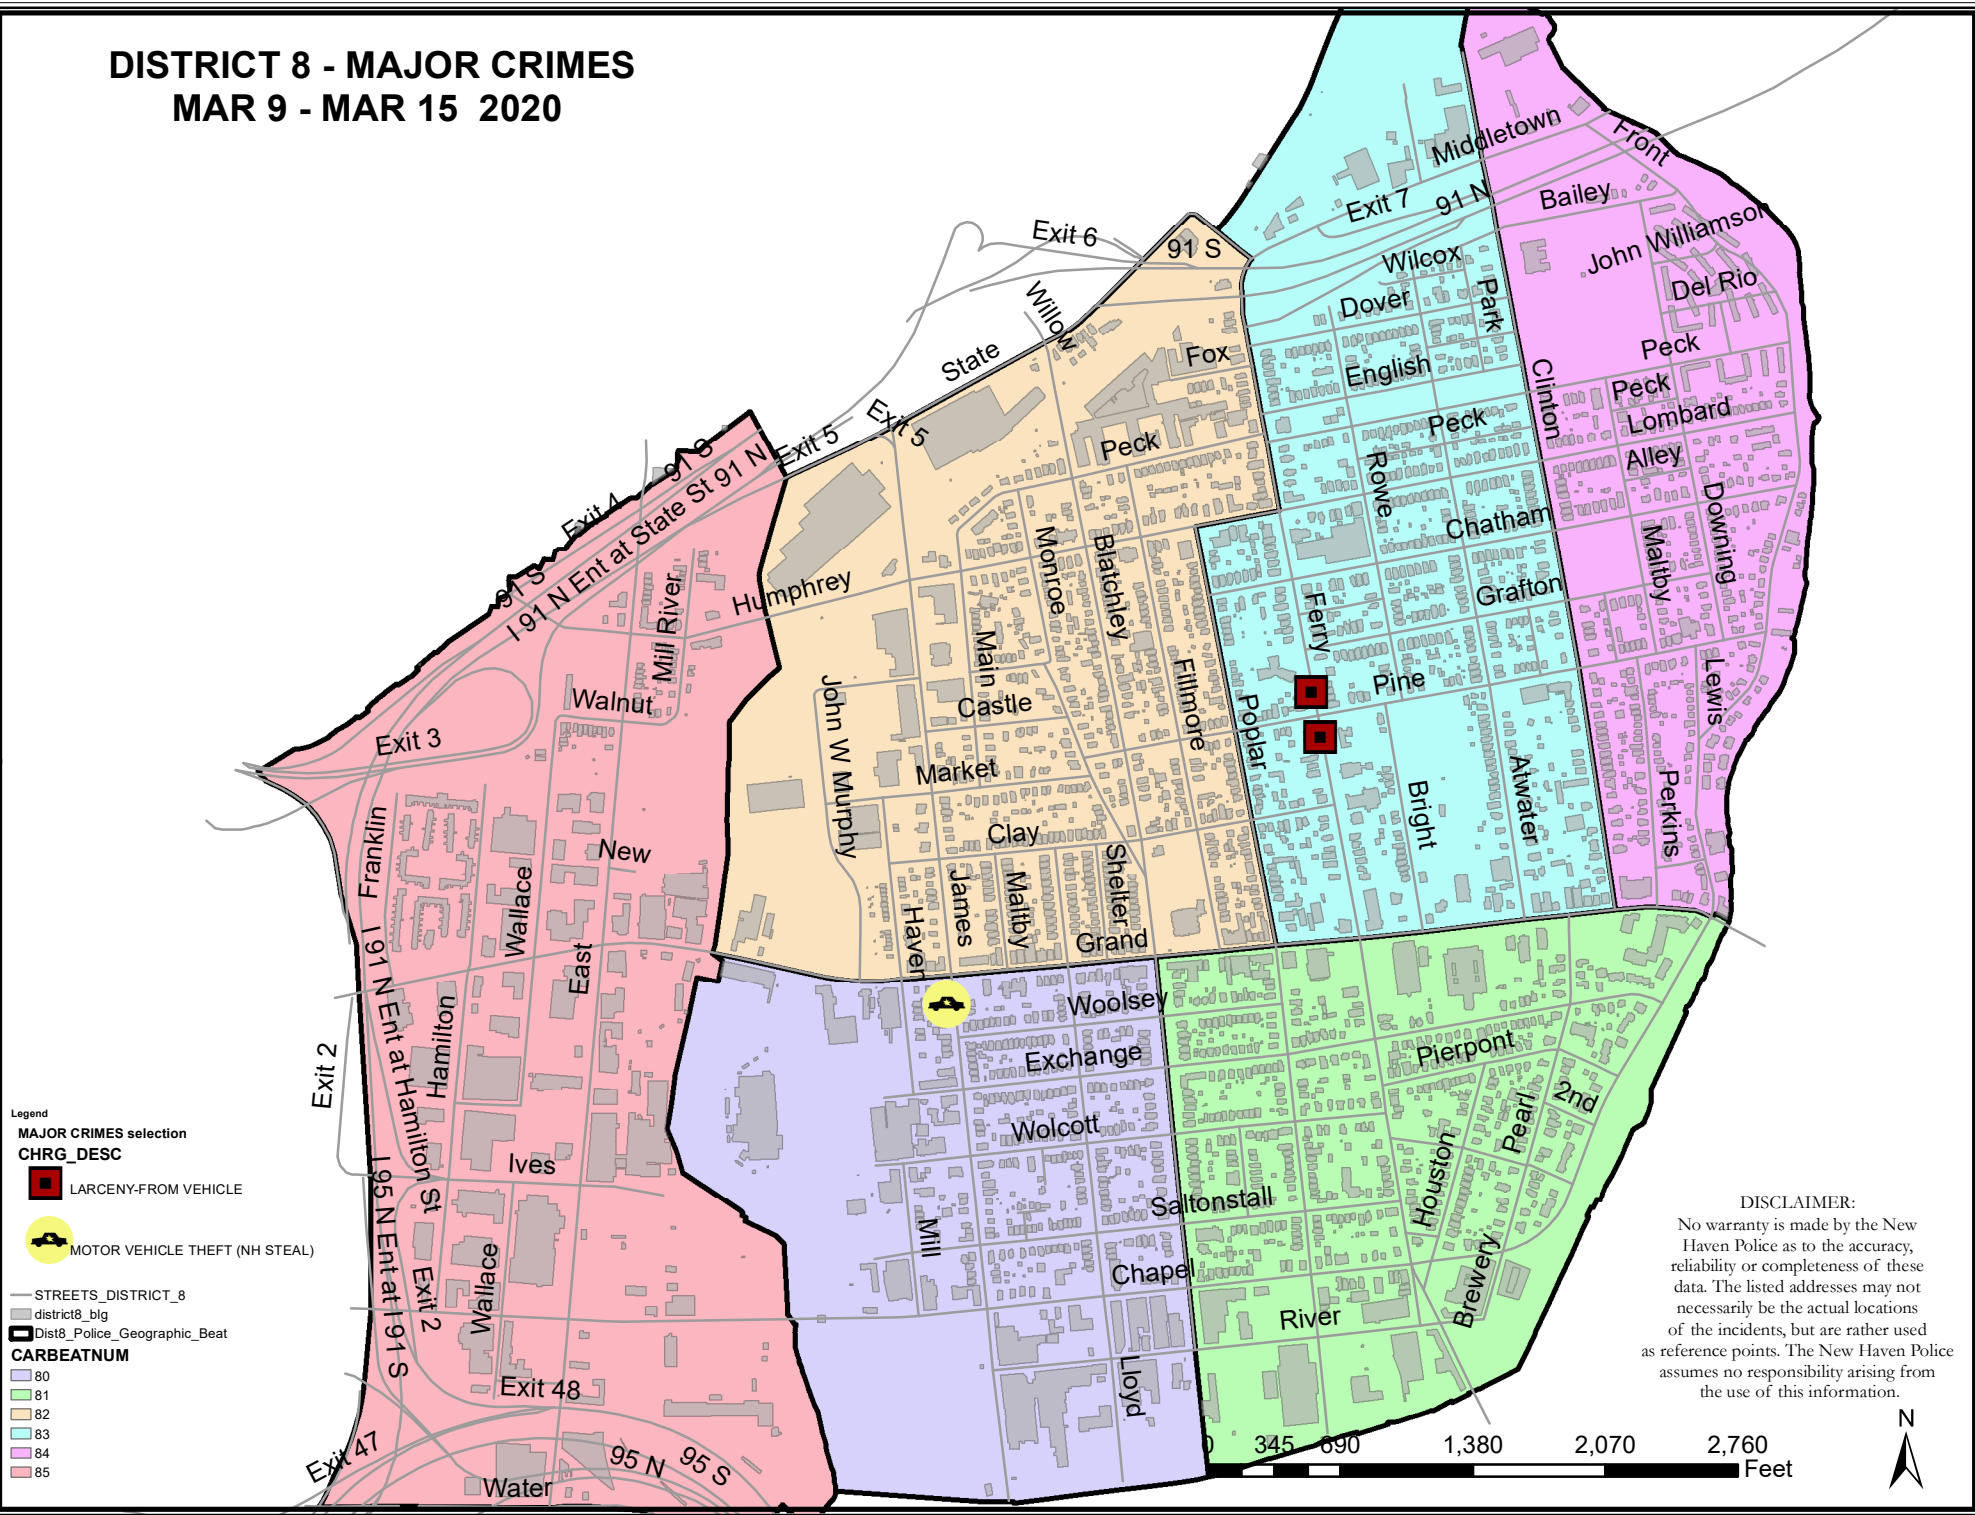 DISTRICT 8 - MAJOR CRIMES
MAR 9 - MAR 15 2020
Middletown
Front
Exit 7
91 N
Bailey
John Williamson
Exit 6
91 S
Wilcox
Del Rio
Dover
Park
Willow
State
Fox
English
Peck
Clinton
Peck
Lombard
Exit 5
Exit 5
Peck
Peck
Rowe
Alley
91 S
I 91 N Ent at State St 91 N
Exit 4
Chatham
Downing
Maltby
Monroe
Blatchley
91 S
Humphrey
Mill River
Grafton
Ferry
Main
Fillmore
Walnut
Castle
Pine
Poplar
Lewis
Exit 3
John W Murphy
Market
Bright
Atwater
Perkins
Franklin
New
Clay
Shelter
Wallace
James
Maltby
Haven
Grand
East
I 91 N Ent at Hamilton St
Hamilton
Woolsey
Exchange
Pierpont
Exit 2
2nd
Pearl
Wolcott
Houston
Ives
Saltonstall
Mill
I 95 N Ent at I 91 S
Exit 2
Wallace
Chapel
Brewery
River
Lloyd
Exit 48
Exit 47
95 N
95 S
Water
Legend
MAJOR CRIMES selection
CHRG_DESC
LARCENY-FROM VEHICLE
MOTOR VEHICLE THEFT (NH STEAL)
STREETS_DISTRICT_8
district8_blg
Dist8_Police_Geographic_Beat
CARBEATNUM
80
81
82
83
84
85
DISCLAIMER:
No warranty is made by the New
Haven Police as to the accuracy,
reliability or completeness of these
data. The listed addresses may not
necessarily be the actual locations
of the incidents, but are rather used
as reference points. The New Haven Police
assumes no responsibility arising from
the use of this information.
N
0 345 690 1,380 2,070 2,760
Feet